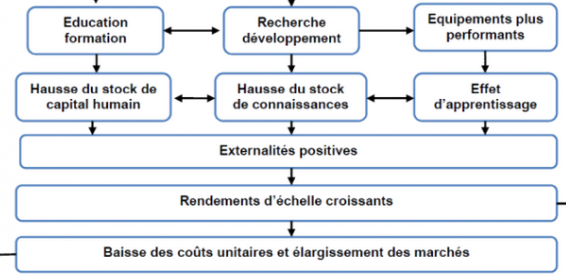 Education
formation
Recherche
développement
Equipements plus
performants
Hausse du stock de
capital humain
Hausse du stock
de connaissances
Effet
d'apprentissage
Externalités positives
Rendements d'échelle croissants
Baisse des coûts unitaires et élargissement des marchés